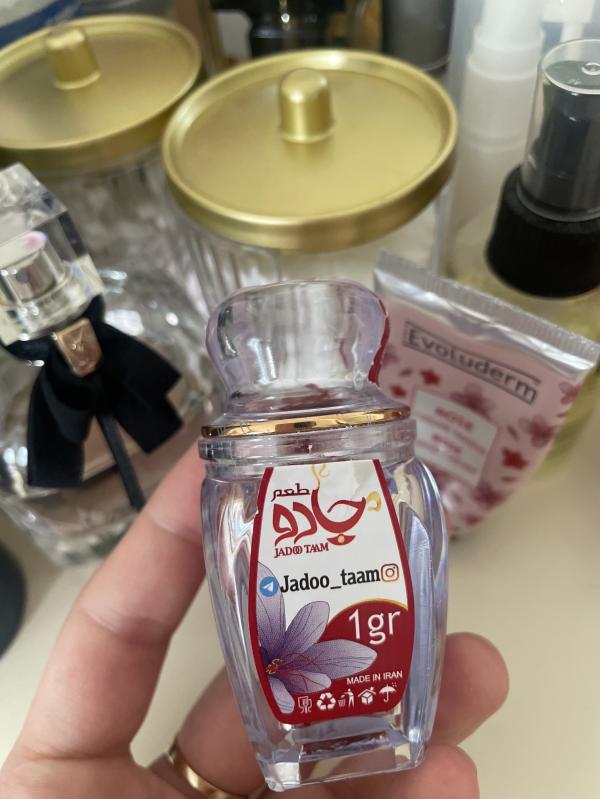 Evoluderm
طعم
جادو
JADOO TAAM
Jadoo_taam
1gr
MADE IN IRAN